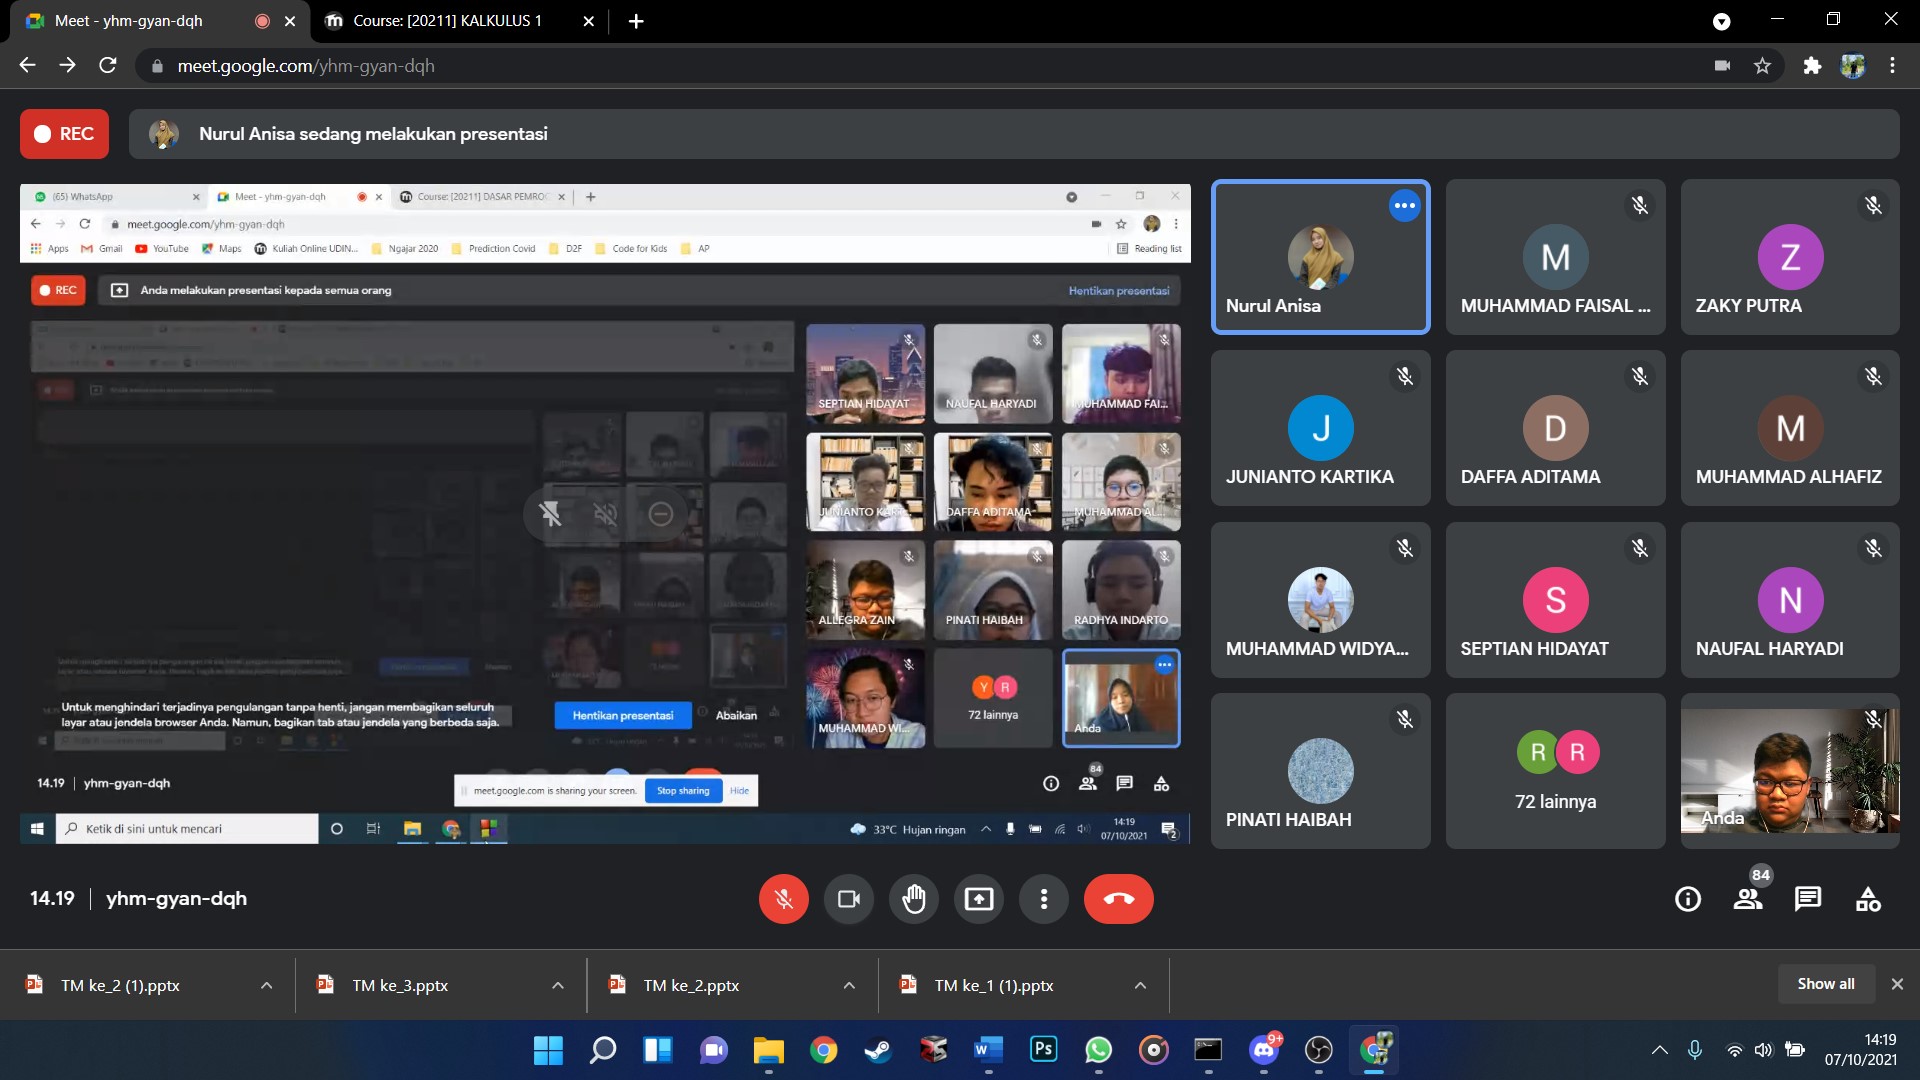 Meet - yhm-gyan-dqh
Course: [20211] KALKULUS 1
meet.google.com/yhm-gyan-dqh
REC
Nurul Anisa sedang melakukan presentasi
(65) WhatsApp
Meet - yhm-gyan-dqh
Course: [20211] DASAR PEMROG
meet.google.com/yhm-gyan-dqh
Apps
Gmail
YouTube
Maps
Kuliah Online UDIN...
Ngajar 2020
Prediction Covid
D2F
Code for Kids
AP
Reading list
REC
Anda melakukan presentasi kepada semua orang
Hentikan presentasi
SEPTIAN HIDAYAT
NAUFAL HARYADI
MUHAMMAD FAI...
JUNIANTO KART...
DAFFA ADITAMA
MUHAMMAD AL...
ALLEGRA ZAIN
PINATI HAIBAH
RADHYA INDARTO
MUHAMMAD WI...
Y R
72 lainnya
Anda
Untuk menghindari terjadinya pengulangan tanpa henti, jangan membagikan seluruh
layar atau jendela browser Anda. Namun, bagikan tab atau jendela yang berbeda saja.
Hentikan presentasi
Abaikan
14.19
yhm-gyan-dqh
84
meet.google.com is sharing your screen.
Stop sharing
Hide
Ketik di sini untuk mencari
33°C Hujan ringan
14:19
07/10/2021
2
Nurul Anisa
M
MUHAMMAD FAISAL ...
Z
ZAKY PUTRA
J
JUNIANTO KARTIKA
D
DAFFA ADITAMA
M
MUHAMMAD ALHAFIZ
MUHAMMAD WIDYA...
S
SEPTIAN HIDAYAT
N
NAUFAL HARYADI
PINATI HAIBAH
R R
72 lainnya
Anda
14.19
yhm-gyan-dqh
84
TM ke_2 (1).pptx
TM ke_3.pptx
TM ke_2.pptx
TM ke_1 (1).pptx
Show all
Ps
9+
14:19
07/10/2021